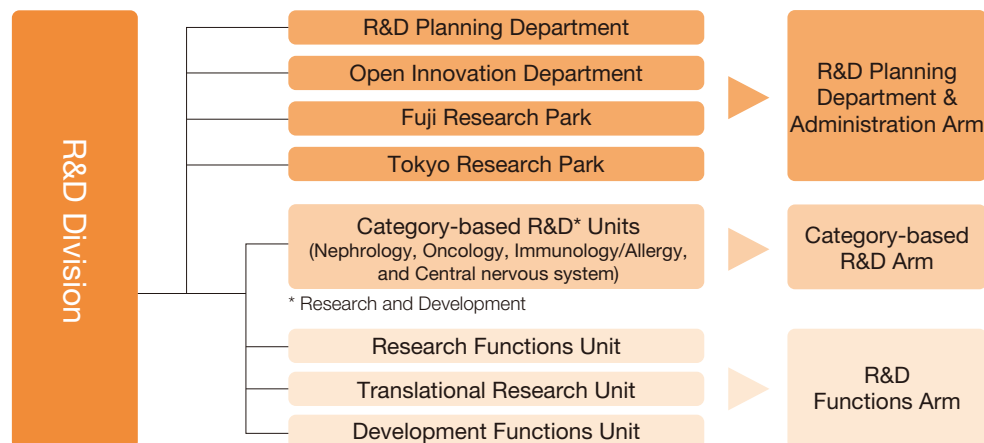 R&D Division
R&D Planning Department
Open Innovation Department
Fuji Research Park
Tokyo Research Park
R&D Planning
Department &
Administration Arm
Category-based R&D* Units
(Nephrology, Oncology, Immunology/Allergy,
and Central nervous system)
* Research and Development
Category-based
R&D Arm
Research Functions Unit
Translational Research Unit
Development Functions Unit
R&D
Functions Arm